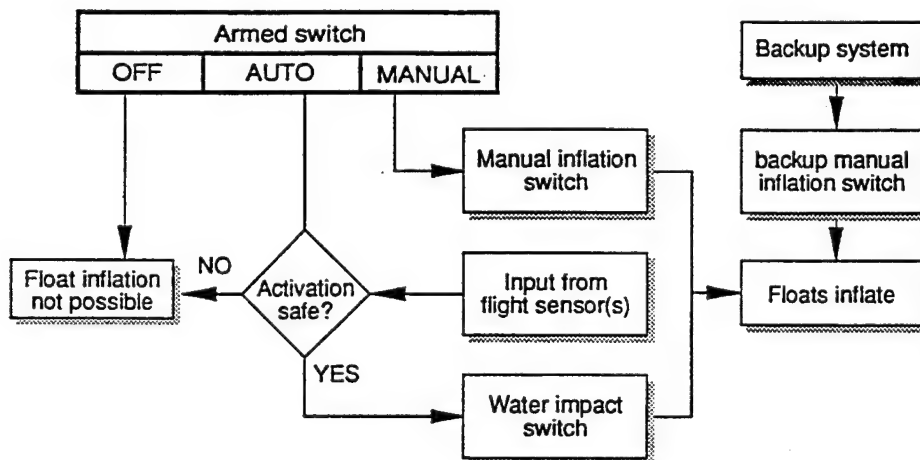 Armed switch
OFF
AUTO
MANUAL
Backup system
Manual inflation
switch
backup manual
inflation switch
Float inflation
not possible
NO
Activation
safe?
Input from
flight sensor(s)
Floats inflate
YES
Water impact
switch